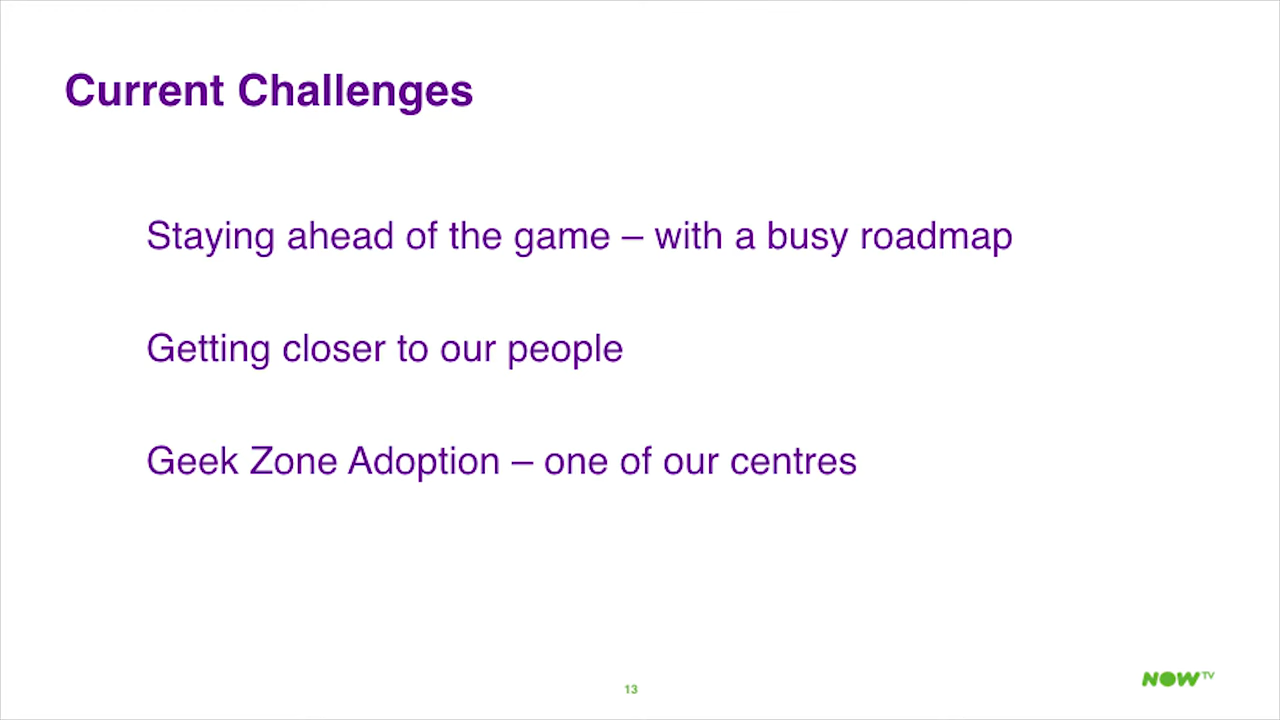 Current Challenges
Staying ahead of the game – with a busy roadmap
Getting closer to our people
Geek Zone Adoption – one of our centres
13
NOW TV